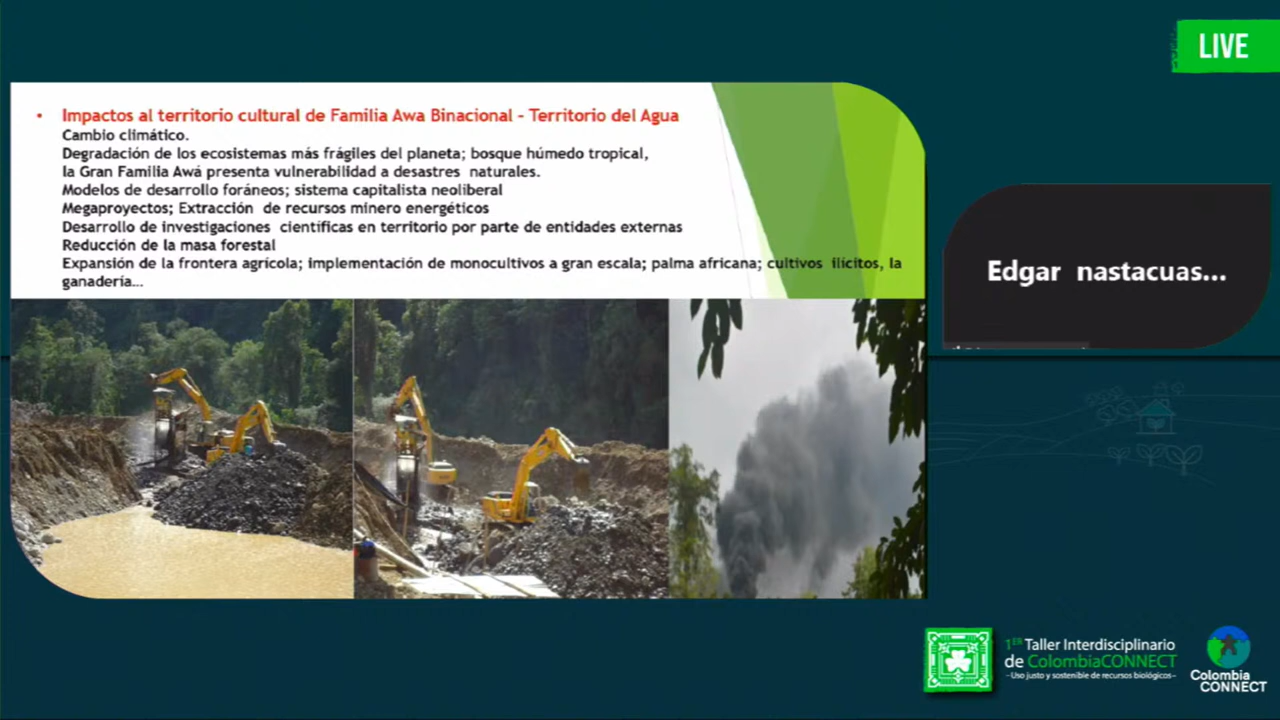 LIVE
• Impactos al territorio cultural de Familia Awa Binacional - Territorio del Agua
Cambio climático.
Degradación de los ecosistemas más frágiles del planeta; bosque húmedo tropical,
la Gran Familia Awá presenta vulnerabilidad a desastres naturales.
Modelos de desarrollo foráneos; sistema capitalista neoliberal
Megaproyectos; Extracción de recursos minero energéticos
Desarrollo de investigaciones científicas en territorio por parte de entidades externas
Reducción de la masa forestal
Expansión de la frontera agrícola; implementación de monocultivos a gran escala; palma africana; cultivos ilícitos, la
ganadería...
Edgar nastacuas...
1ER Taller Interdisciplinario
de ColombiaCONNECT
- Uso justo y sostenible de recursos biológicos -
Colombia
CONNECT